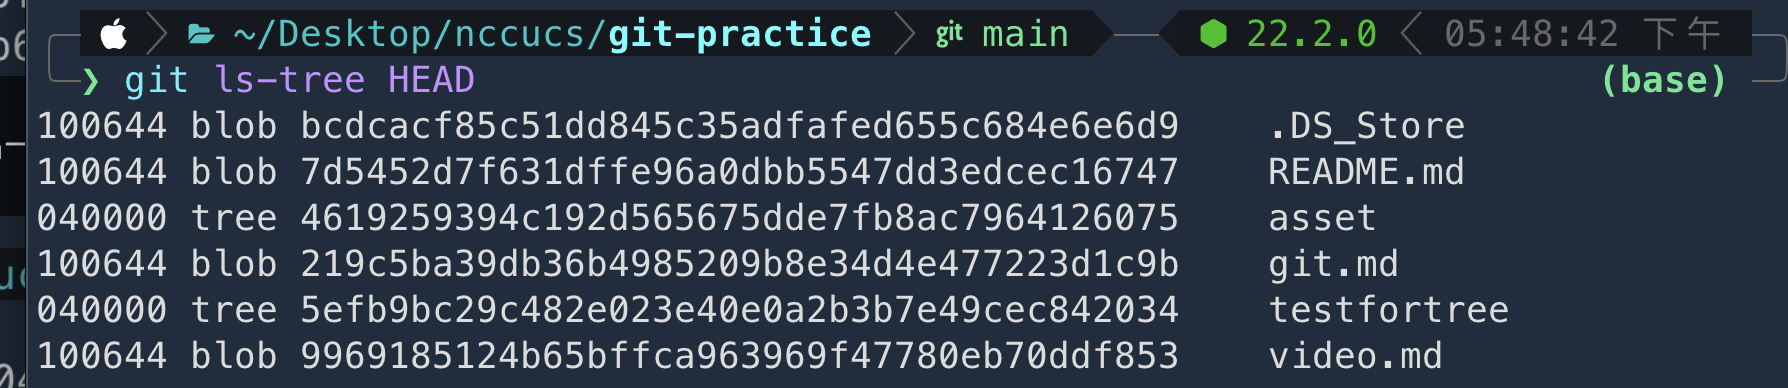 ~/Desktop/nccucs/git-practice git main 22.2.0 05:48:42 下午
❯ git ls-tree HEAD (base)
100644 blob bcdcacf85c51dd845c35adfafed655c684e6e6d9 .DS_Store
100644 blob 7d5452d7f631dffe96a0dbb5547dd3edcec16747 README.md
040000 tree 4619259394c192d565675dde7fb8ac7964126075 asset
100644 blob 219c5ba39db36b4985209b8e34d4e477223d1c9b git.md
040000 tree 5efb9bc29c482e023e40e0a2b3b7e49cec842034 testfortree
100644 blob 9969185124b65bffca963969f47780eb70ddf853 video.md